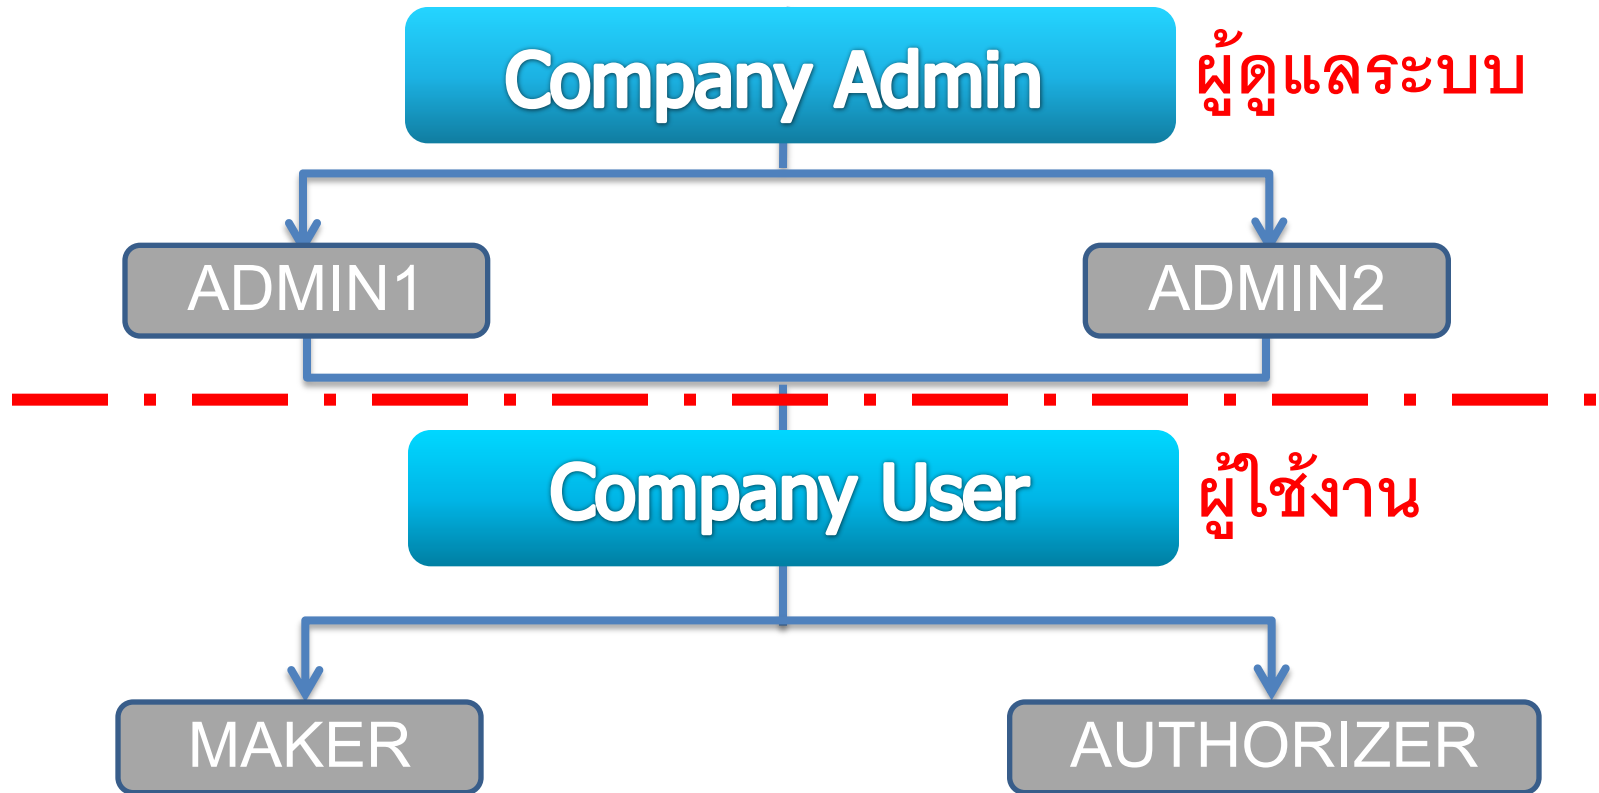 Company Admin
ผู้ดูแลระบบ
ADMIN1
ADMIN2
Company User
ผู้ใช้งาน
MAKER
AUTHORIZER